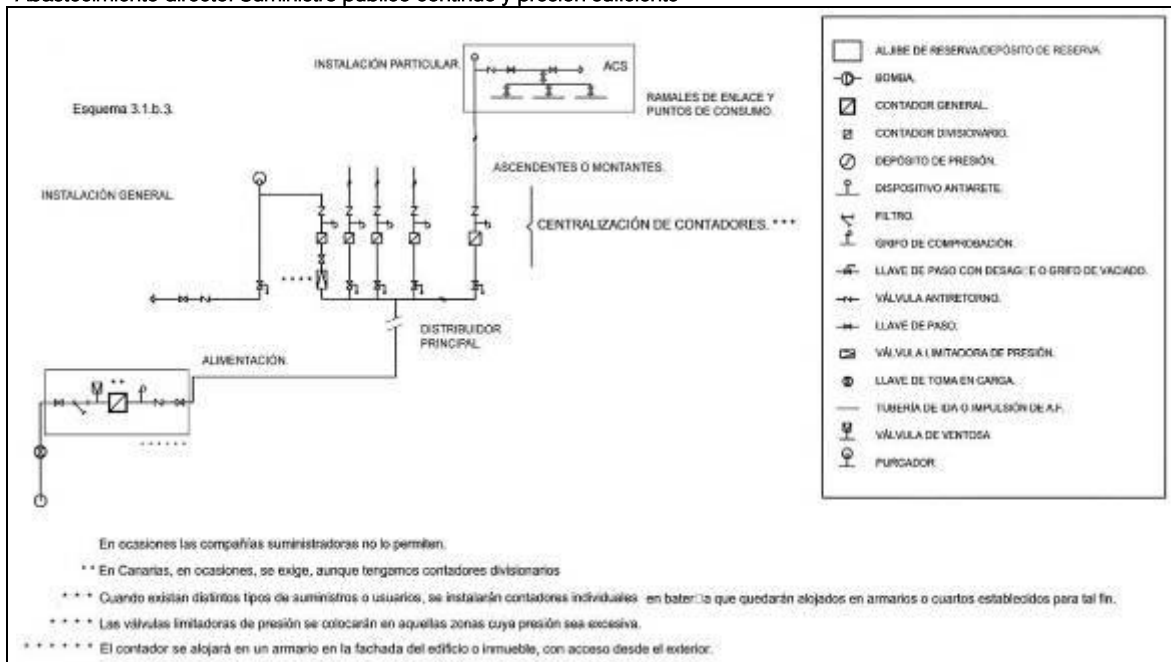 Abastecimiento directo. Suministro público continuo y presión suficiente
INSTALACIÓN PARTICULAR.
ACS
RAMALES DE ENLACE Y
PUNTOS DE CONSUMO.
Esquema 3.1.b.3.
ASCENDENTES O MONTANTES.
INSTALACIÓN GENERAL.
CENTRALIZACIÓN DE CONTADORES. * * *
* * * *
DISTRIBUIDOR
PRINCIPAL
ALIMENTACIÓN.
* *
* * * * * *
ALJIBE DE RESERVA/DEPÓSITO DE RESERVA.
BOMBA.
CONTADOR GENERAL.
CONTADOR DIVISIONARIO.
DEPÓSITO DE PRESIÓN.
DISPOSITIVO ANTIARETE.
FILTRO.
GRIFO DE COMPROBACIÓN.
LLAVE DE PASO CON DESAG□E O GRIFO DE VACIADO.
VÁLVULA ANTIRETORNO.
LLAVE DE PASO.
VÁLVULA LIMITADORA DE PRESIÓN.
LLAVE DE TOMA EN CARGA.
TUBERÍA DE IDA O IMPULSIÓN DE A.F.
VÁLVULA DE VENTOSA
PURGADOR
En ocasiones las compañías suministradoras no lo permiten.
* * En Canarias, en ocasiones, se exige, aunque tengamos contadores divisionarios
* * * Cuando existan distintos tipos de suministros o usuarios, se instalarán contadores individuales en bater□a que quedarán alojados en armarios o cuartos establecidos para tal fin.
* * * * Las válvulas limitadoras de presión se colocarán en aquellas zonas cuya presión sea excesiva.
* * * * * * El contador se alojará en un armario en la fachada del edificio o inmueble, con acceso desde el exterior.